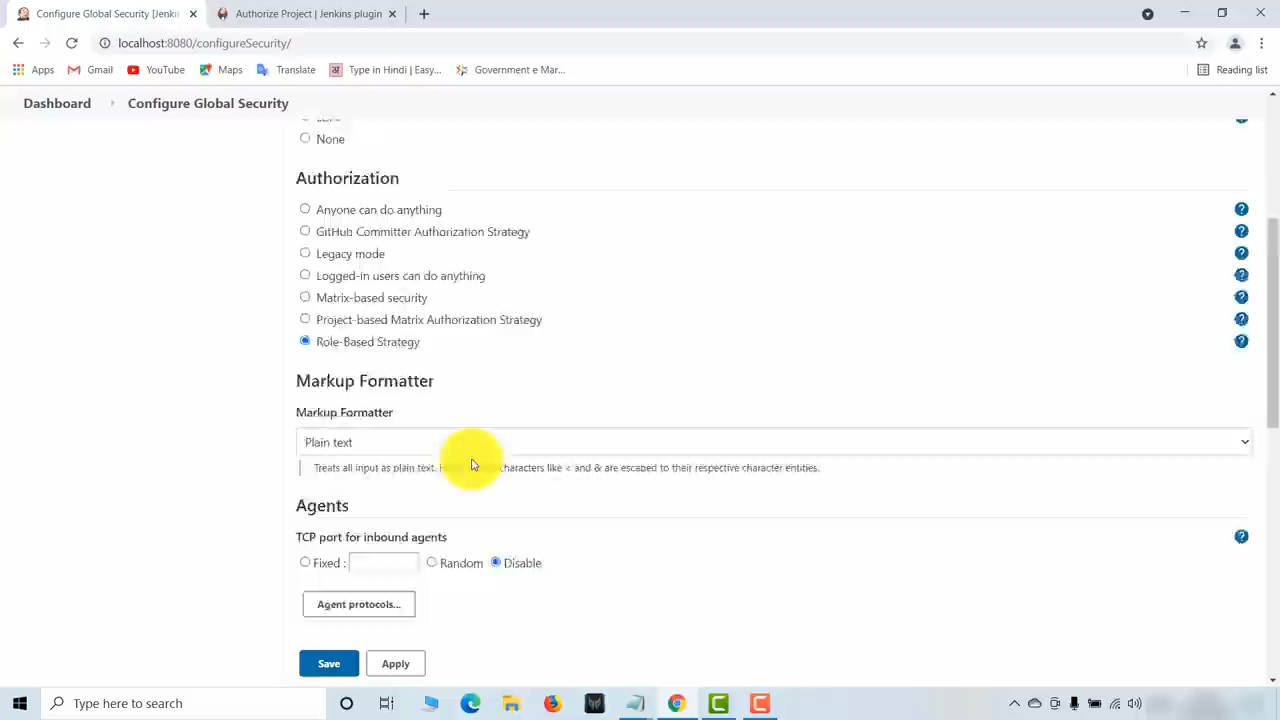 Configure Global Security [Jenki
Authorize Project | Jenkins plugin
localhost:8080/configureSecurity/
Apps
Gmail
YouTube
Maps
Translate
Type in Hindi | Easy...
Government e Mar...
Reading list
Dashboard
Configure Global Security
None
Authorization
Anyone can do anything
GitHub Committer Authorization Strategy
Legacy mode
Logged-in users can do anything
Matrix-based security
Project-based Matrix Authorization Strategy
Role-Based Strategy
Markup Formatter
Markup Formatter
Plain text
Treats all input as plain text. characters like < and & are escaped to their respective character entities.
Agents
TCP port for inbound agents
Fixed : Random Disable
Agent protocols...
Save Apply
Type here to search